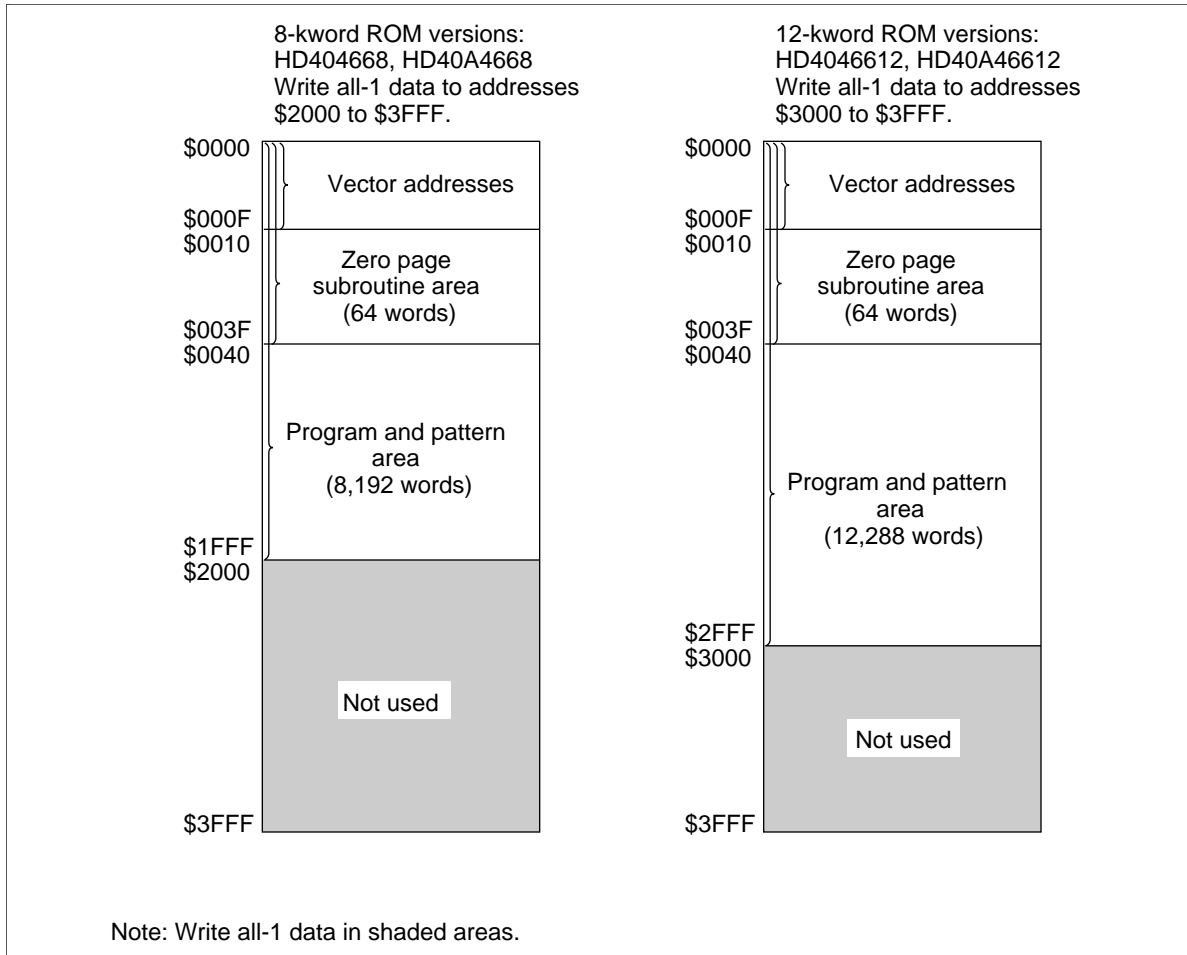 8-kword ROM versions:
HD404668, HD40A4668
Write all-1 data to addresses
$2000 to $3FFF.
$0000
Vector addresses
$000F
$0010
Zero page
subroutine area
(64 words)
$003F
$0040
Program and pattern
area
(8,192 words)
$1FFF
$2000
Not used
$3FFF
12-kword ROM versions:
HD4046612, HD40A46612
Write all-1 data to addresses
$3000 to $3FFF.
$0000
Vector addresses
$000F
$0010
Zero page
subroutine area
(64 words)
$003F
$0040
Program and pattern
area
(12,288 words)
$2FFF
$3000
Not used
$3FFF
Note: Write all-1 data in shaded areas.